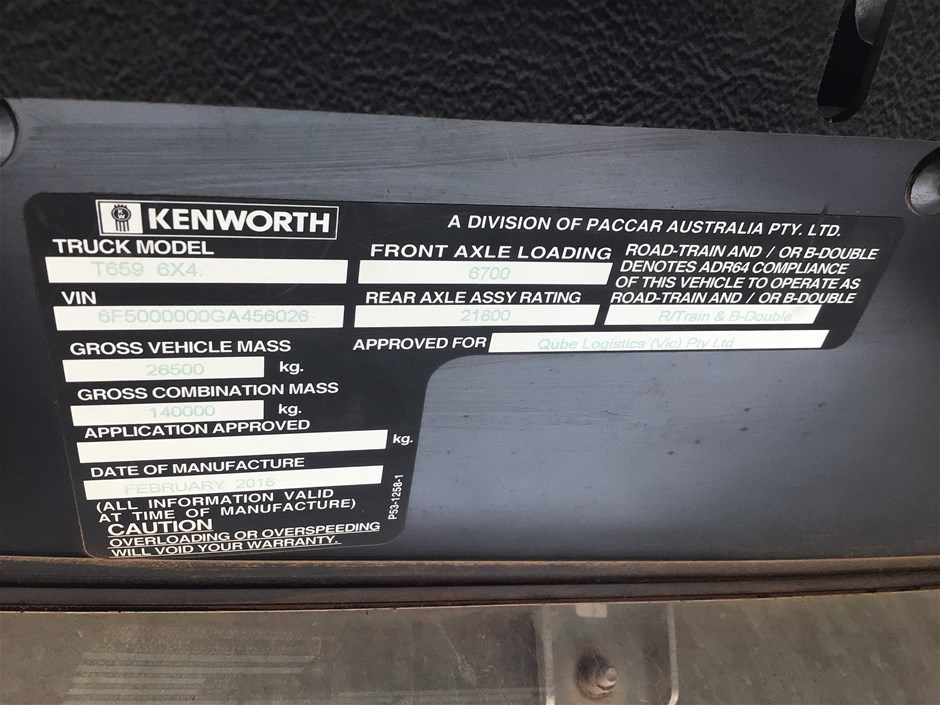 KENWORTH
A DIVISION OF PACCAR AUSTRALIA PTY. LTD.
TRUCK MODEL
T659 6X4.
FRONT AXLE LOADING
6700
ROAD-TRAIN AND / OR B-DOUBLE
DENOTES ADR64 COMPLIANCE
OF THIS VEHICLE TO OPERATE AS
ROAD-TRAIN AND / OR B-DOUBLE
R/Train & B-Double
VIN
6F5000000GA456026
REAR AXLE ASSY RATING
21800
GROSS VEHICLE MASS
26500 kg.
APPROVED FOR Qube Logistics (Vic) Pty Ltd
GROSS COMBINATION MASS
140000 kg.
APPLICATION APPROVED
kg.
DATE OF MANUFACTURE
FEBRUARY 2016
(ALL INFORMATION VALID
AT TIME OF MANUFACTURE)
CAUTION
OVERLOADING OR OVERSPEEDING
WILL VOID YOUR WARRANTY.
P53-1258-1